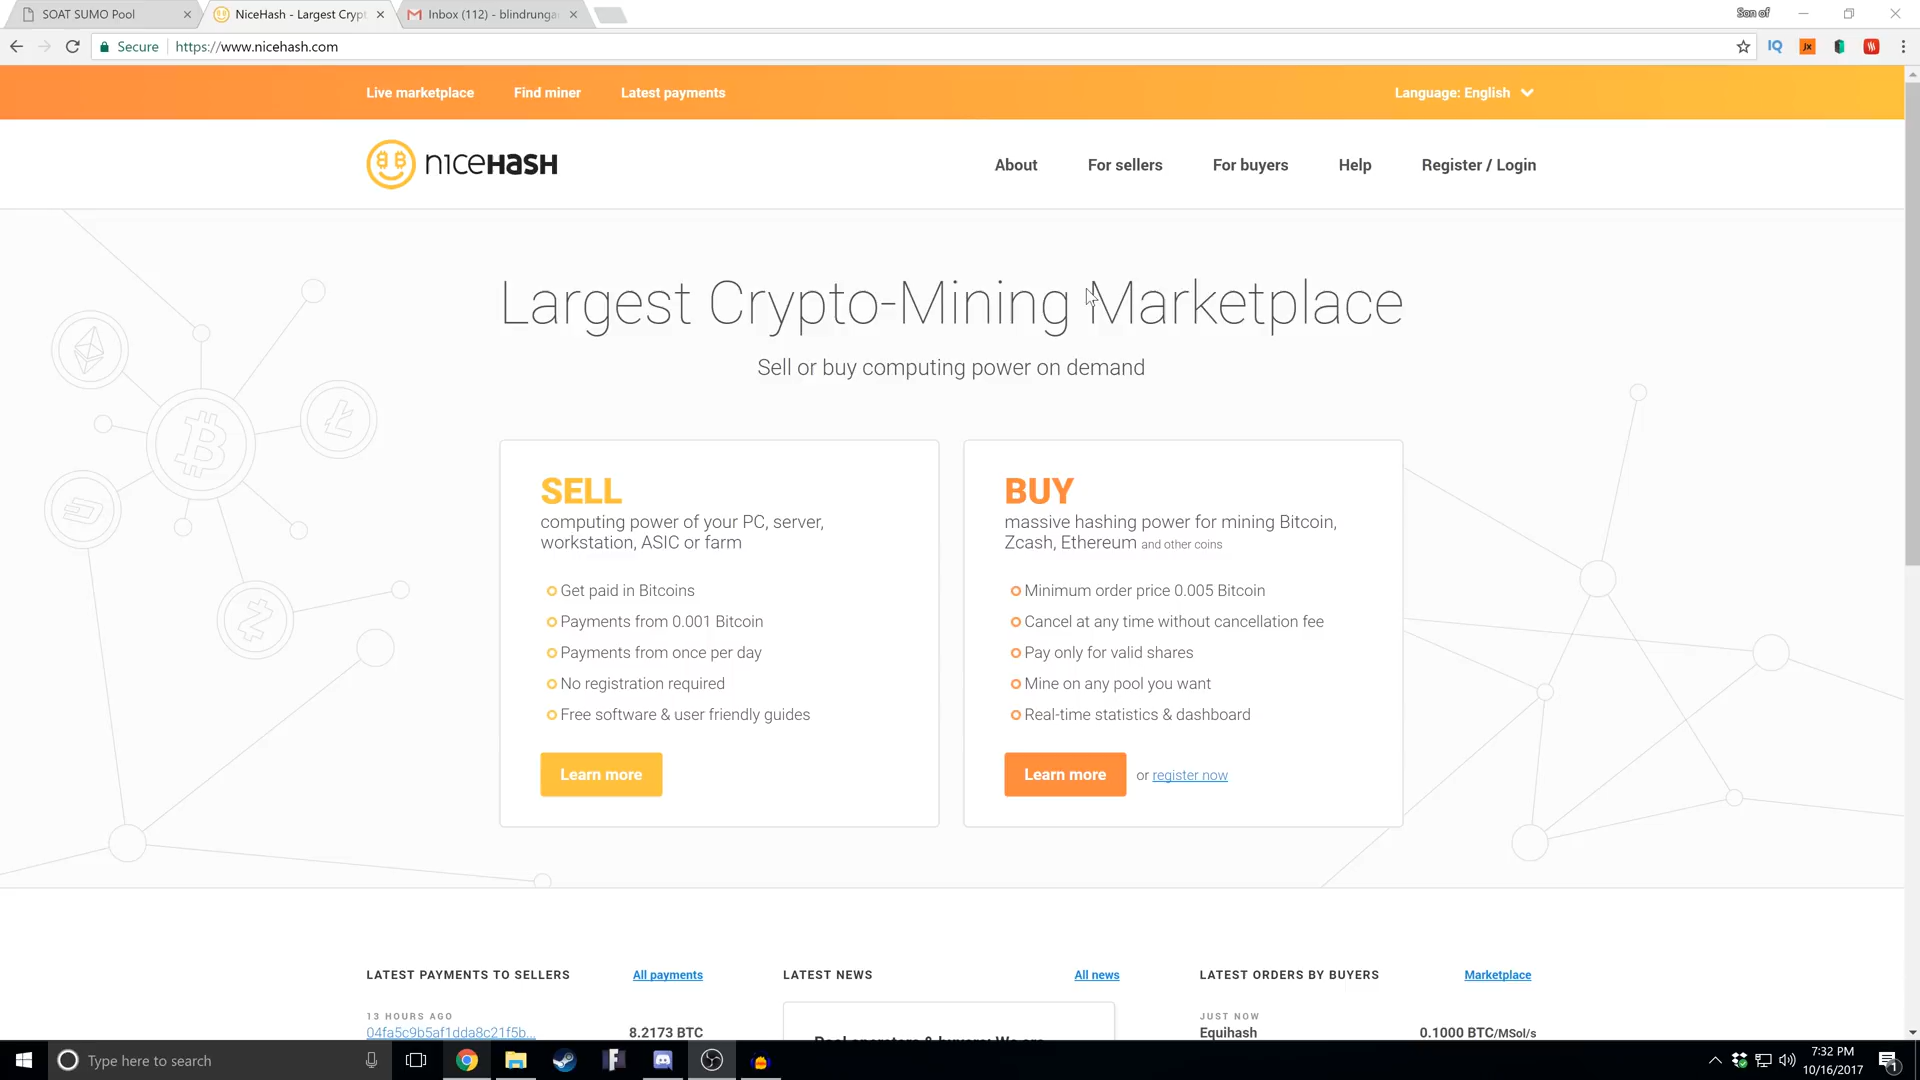 SOAT SUMO Pool
NiceHash - Largest Crypt
Inbox (112) - blindrunga
Son of
Secure
https://www.nicehash.com
IQ
JX
Live marketplace
Find miner
Latest payments
Language: English
niceHASH
About
For sellers
For buyers
Help
Register / Login
Largest Crypto-Mining Marketplace
Sell or buy computing power on demand
SELL
computing power of your PC, server,
workstation, ASIC or farm
Get paid in Bitcoins
Payments from 0.001 Bitcoin
Payments from once per day
No registration required
Free software & user friendly guides
Learn more
BUY
massive hashing power for mining Bitcoin,
Zcash, Ethereum and other coins
Minimum order price 0.005 Bitcoin
Cancel at any time without cancellation fee
Pay only for valid shares
Mine on any pool you want
Real-time statistics & dashboard
Learn more
or register now
LATEST PAYMENTS TO SELLERS
All payments
13 HOURS AGO
04fa5c9b5af1dda8c21f5b...
8.2173 BTC
LATEST NEWS
All news
LATEST ORDERS BY BUYERS
Marketplace
JUST NOW
Equihash
0.1000 BTC/MSol/s
Type here to search
7:32 PM
10/16/2017
1